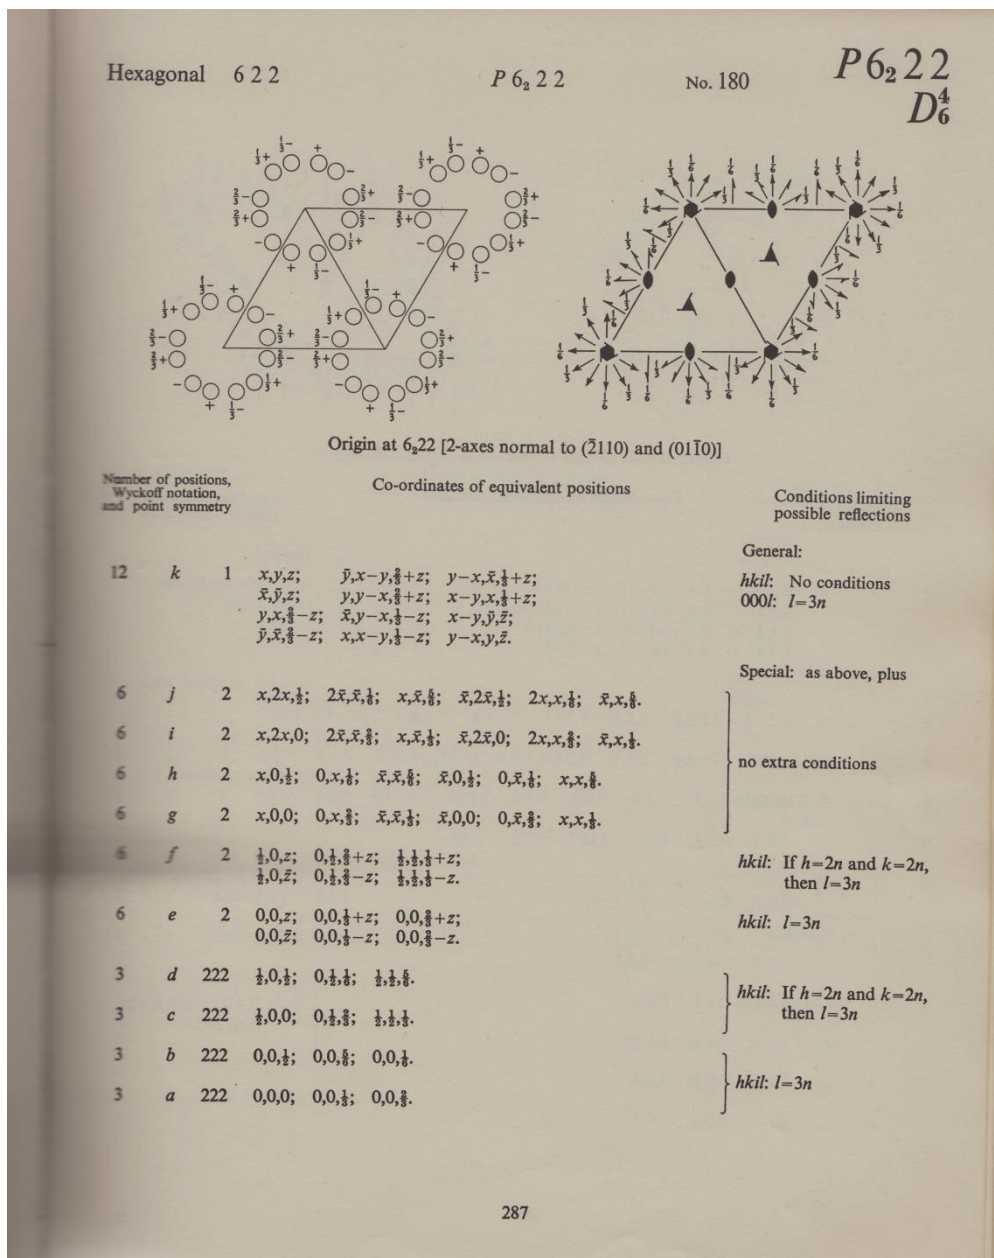 Hexagonal 6 2 2 P 6₂ 2 2 No. 180 P6₂22
D₆⁴
Origin at 6₂22 [2-axes normal to (2̄110) and (011̄0)]
Number of positions, Wyckoff notation, and point symmetry
Co-ordinates of equivalent positions
Conditions limiting possible reflections
General:
12 k 1 x,y,z; ȳ,x−y,⅔+z; y−x,x̄,⅓+z; hkil: No conditions
x̄,ȳ,z; y,y−x,⅔+z; x−y,x,⅓+z; 000l: l=3n
y,x,⅔−z; x̄,y−x,⅓−z; x−y,ȳ,z̄;
ȳ,x̄,⅔−z; x,x−y,⅓−z; y−x,y,z̄.
Special: as above, plus
6 j 2 x,2x,½; 2x̄,x̄,⅙; x,x̄,⅚; x̄,2x̄,½; 2x,x,⅙; x̄,x,⅚.
6 i 2 x,2x,0; 2x̄,x̄,⅔; x,x̄,⅓; x̄,2x̄,0; 2x,x,⅔; x̄,x,⅓.
no extra conditions
6 h 2 x,0,½; 0,x,⅙; x̄,x̄,⅚; x̄,0,½; 0,x̄,⅙; x,x,⅚.
6 g 2 x,0,0; 0,x,⅔; x̄,x̄,⅓; x̄,0,0; 0,x̄,⅔; x,x,⅓.
6 f 2 ½,0,z; 0,½,⅔+z; ½,½,⅓+z; hkil: If h=2n and k=2n,
½,0,z̄; 0,½,⅔−z; ½,½,⅓−z. then l=3n
6 e 2 0,0,z; 0,0,⅓+z; 0,0,⅔+z; hkil: l=3n
0,0,z̄; 0,0,⅓−z; 0,0,⅔−z.
3 d 222 ½,0,½; 0,½,⅙; ½,½,⅚. hkil: If h=2n and k=2n,
3 c 222 ½,0,0; 0,½,⅔; ½,½,⅓. then l=3n
3 b 222 0,0,½; 0,0,⅚; 0,0,⅙.
hkil: l=3n
3 a 222 0,0,0; 0,0,⅓; 0,0,⅔.
287